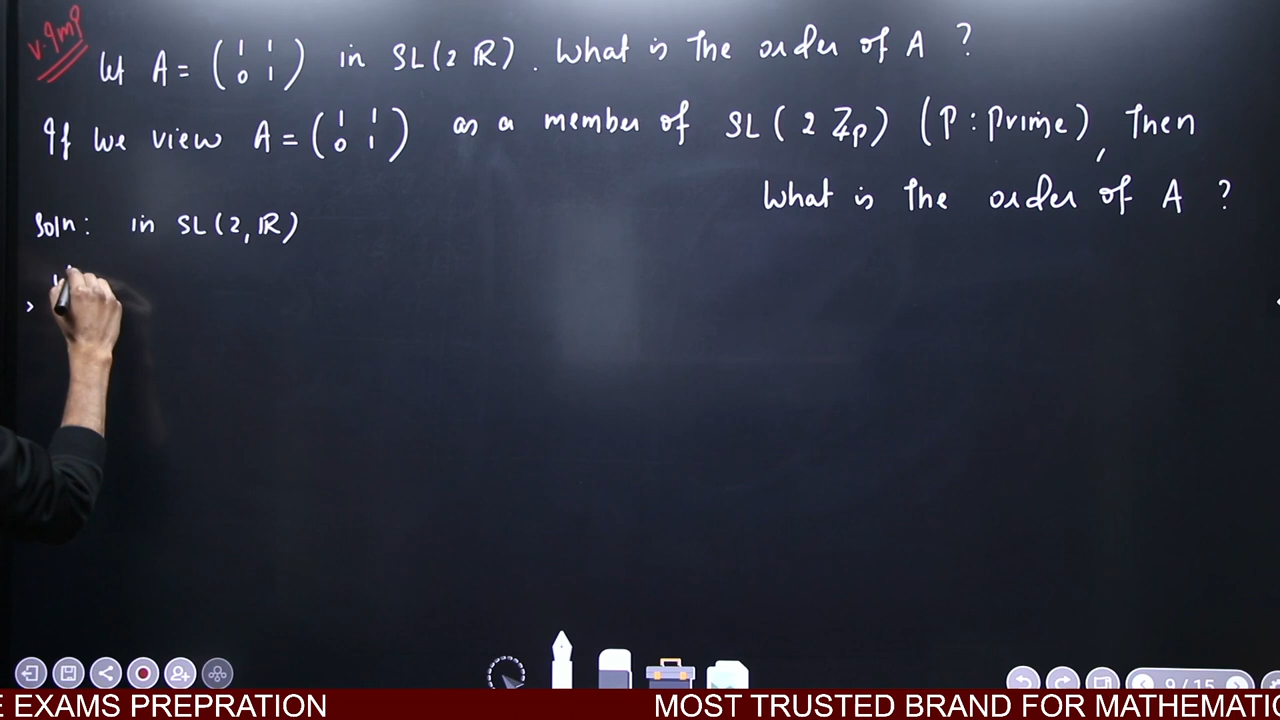 v.Imp
Let A = ( 1 1 0 1 ) in SL(2 ℝ). What is the order of A ?
If we view A = ( 1 1 0 1 ) as a member of SL( 2 ℤp) (P : Prime), Then
What is the order of A ?
Soln: in SL(2, ℝ)
9 / 15
E EXAMS PREPRATION MOST TRUSTED BRAND FOR MATHEMATIC